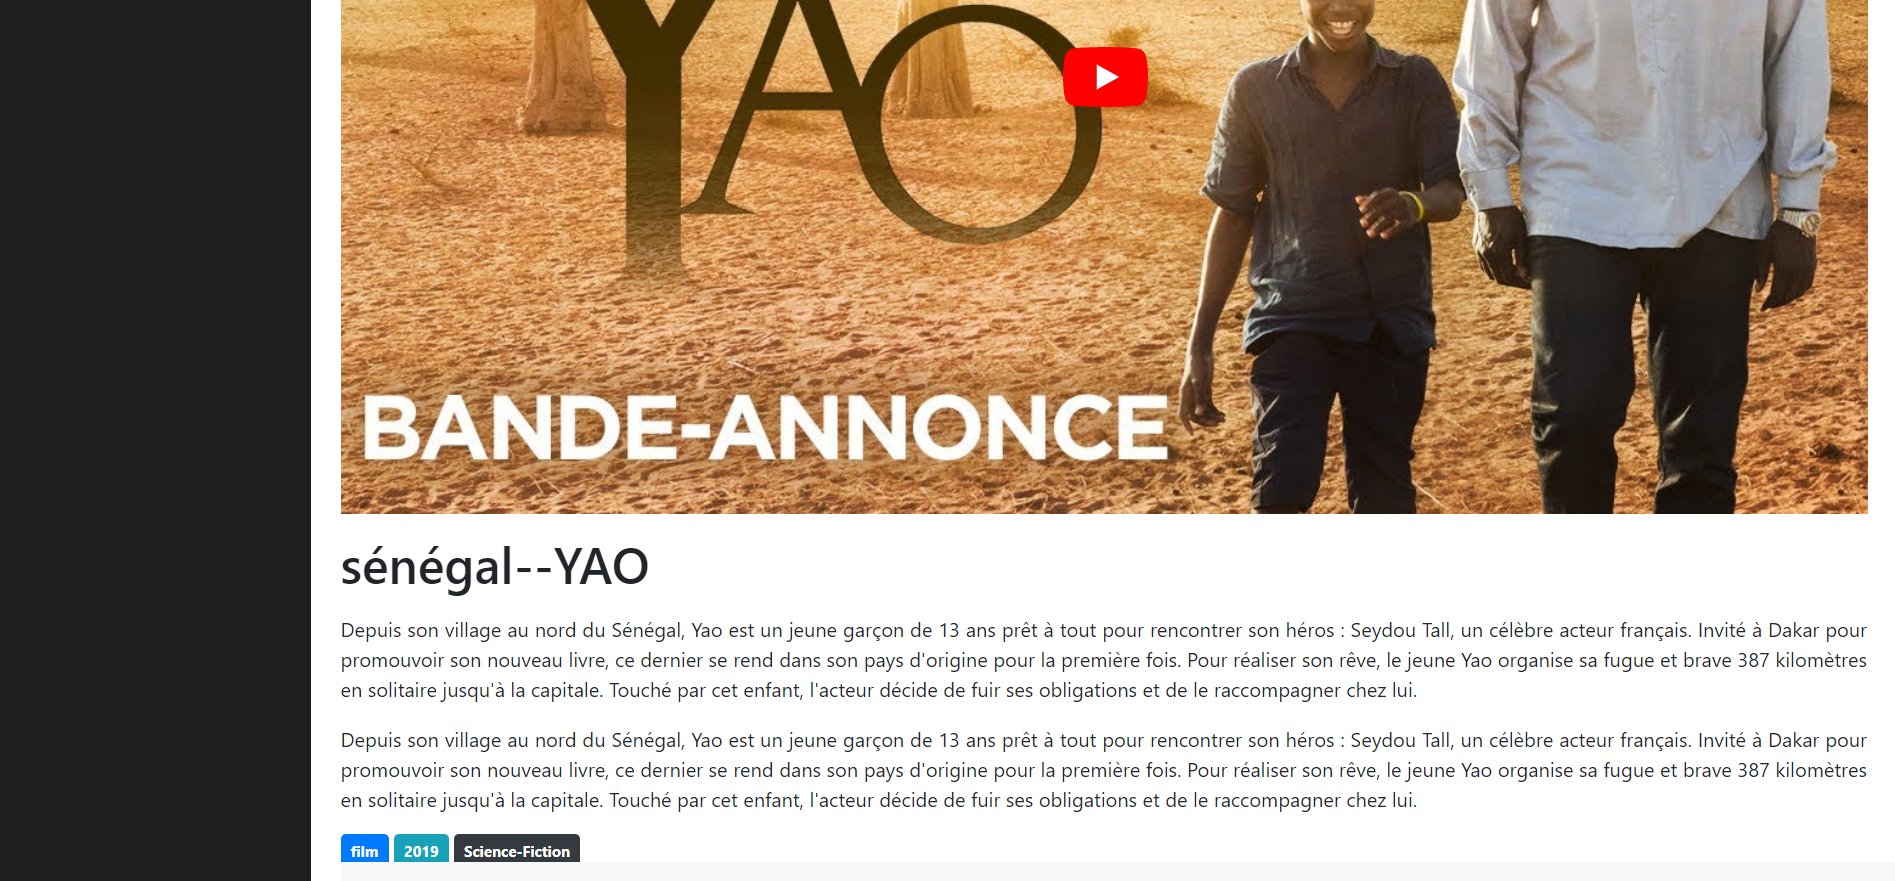 YAO
BANDE-ANNONCE
sénégal--YAO
Depuis son village au nord du Sénégal, Yao est un jeune garçon de 13 ans prêt à tout pour rencontrer son héros : Seydou Tall, un célèbre acteur français. Invité à Dakar pour
promouvoir son nouveau livre, ce dernier se rend dans son pays d'origine pour la première fois. Pour réaliser son rêve, le jeune Yao organise sa fugue et brave 387 kilomètres
en solitaire jusqu'à la capitale. Touché par cet enfant, l'acteur décide de fuir ses obligations et de le raccompagner chez lui.
Depuis son village au nord du Sénégal, Yao est un jeune garçon de 13 ans prêt à tout pour rencontrer son héros : Seydou Tall, un célèbre acteur français. Invité à Dakar pour
promouvoir son nouveau livre, ce dernier se rend dans son pays d'origine pour la première fois. Pour réaliser son rêve, le jeune Yao organise sa fugue et brave 387 kilomètres
en solitaire jusqu'à la capitale. Touché par cet enfant, l'acteur décide de fuir ses obligations et de le raccompagner chez lui.
film 2019 Science-Fiction